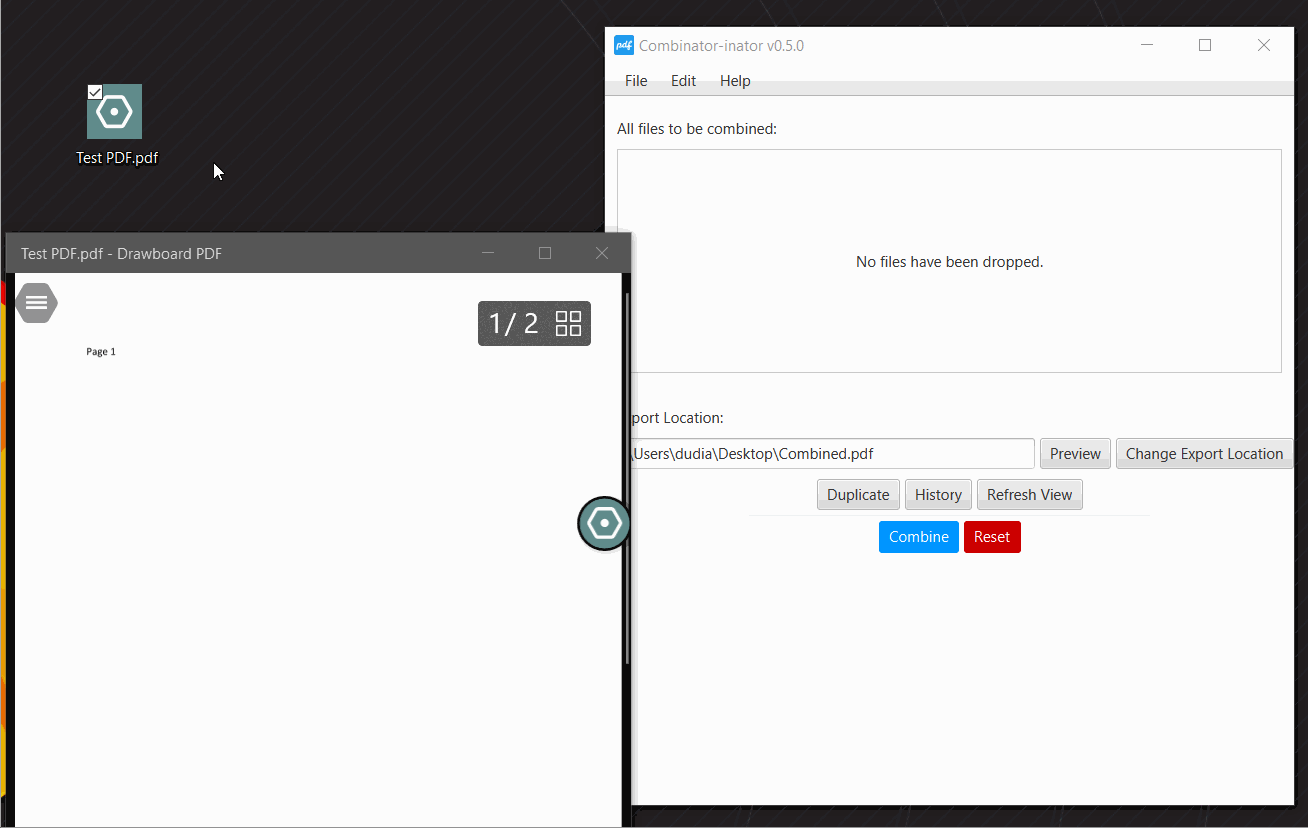 pdf Combinator-inator v0.5.0
File Edit Help
All files to be combined:
No files have been dropped.
port Location:
\Users\dudia\Desktop\Combined.pdf Preview Change Export Location
Duplicate History Refresh View
Combine Reset
Test PDF.pdf
Test PDF.pdf - Drawboard PDF
1/ 2
Page 1